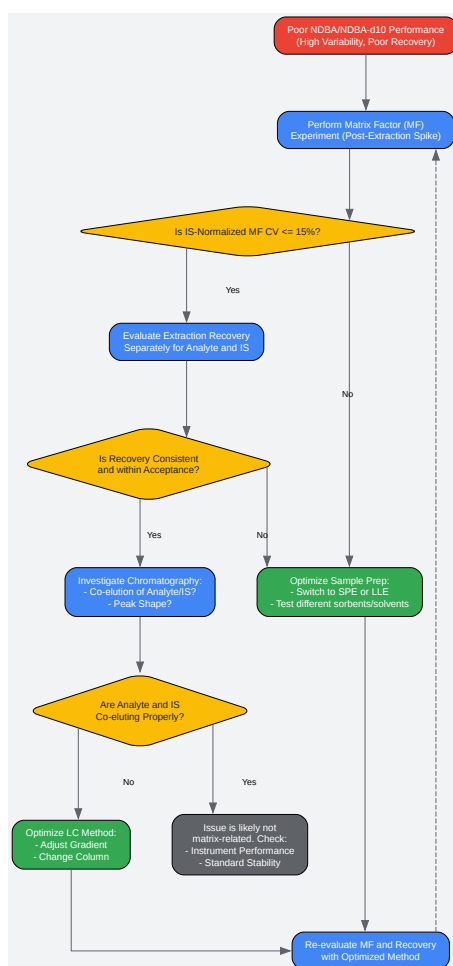 Poor NDBA/NDBA-d10 Performance
(High Variability, Poor Recovery)
Perform Matrix Factor (MF)
Experiment (Post-Extraction Spike)
Is IS-Normalized MF CV <= 15%?
Yes
Evaluate Extraction Recovery
Separately for Analyte and IS
No
Is Recovery Consistent
and within Acceptance?
Yes
No
Investigate Chromatography:
- Co-elution of Analyte/IS?
- Peak Shape?
Optimize Sample Prep:
- Switch to SPE or LLE
- Test different sorbents/solvents
Are Analyte and IS
Co-eluting Properly?
No
Yes
Optimize LC Method:
- Adjust Gradient
- Change Column
Issue is likely not
matrix-related. Check:
- Instrument Performance
- Standard Stability
Re-evaluate MF and Recovery
with Optimized Method